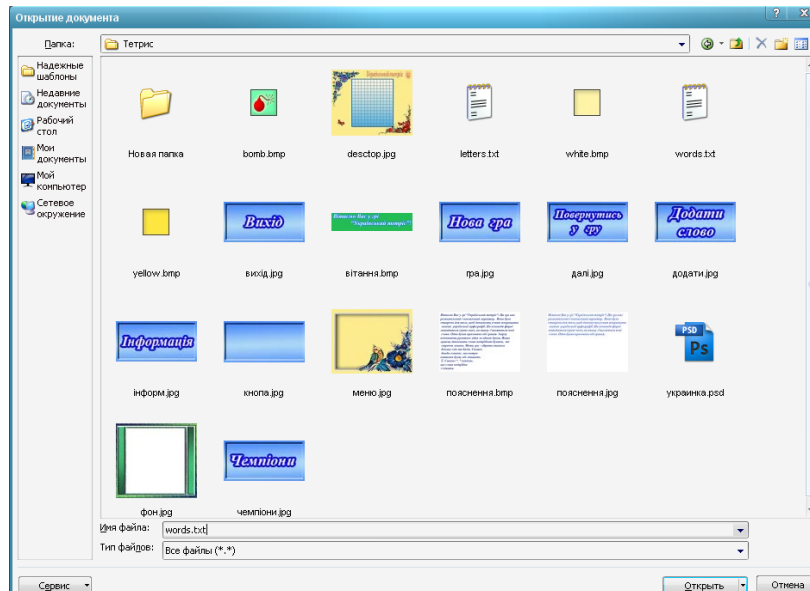 Открытие документа
Папка:
Тетрис
Надежные
шаблоны
Недавние
документы
Рабочий
стол
Мои
документы
Мой
компьютер
Сетевое
окружение
Новая папка
bomb.bmp
desctop.jpg
letters.txt
white.bmp
words.txt
Вихід
Нова гра
Повернутись
у гру
Додати
слово
yellow.bmp
вихід.jpg
вітання.bmp
гра.jpg
далі.jpg
додати.jpg
Інформація
PSD
Ps
інформ.jpg
кнопа.jpg
меню.jpg
пояснення.bmp
пояснення.jpg
украинка.psd
Чемпіони
фон.jpg
чемпіони.jpg
Имя файла:
words.txt
Тип файлов:
Все файлы (*.*)
Сервис
Открыть
Отмена